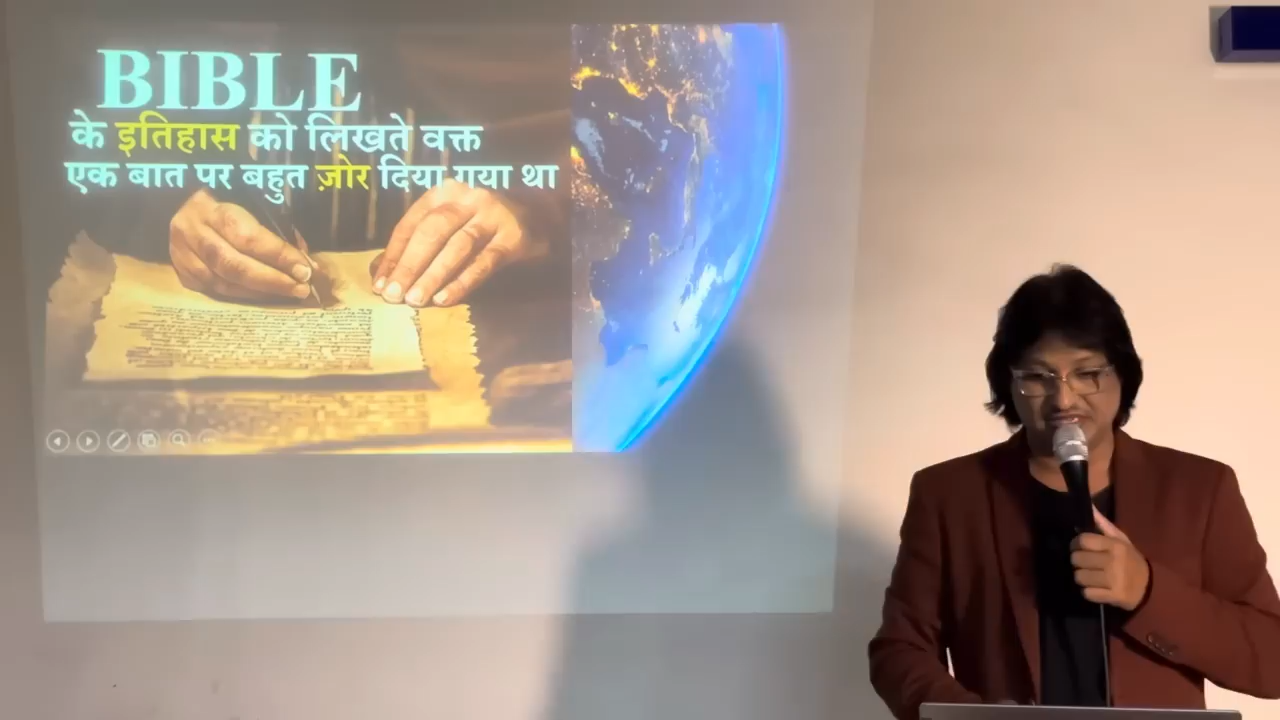 BIBLE
के इतिहास को लिखते वक्त
एक बात पर बहुत ज़ोर दिया गया था